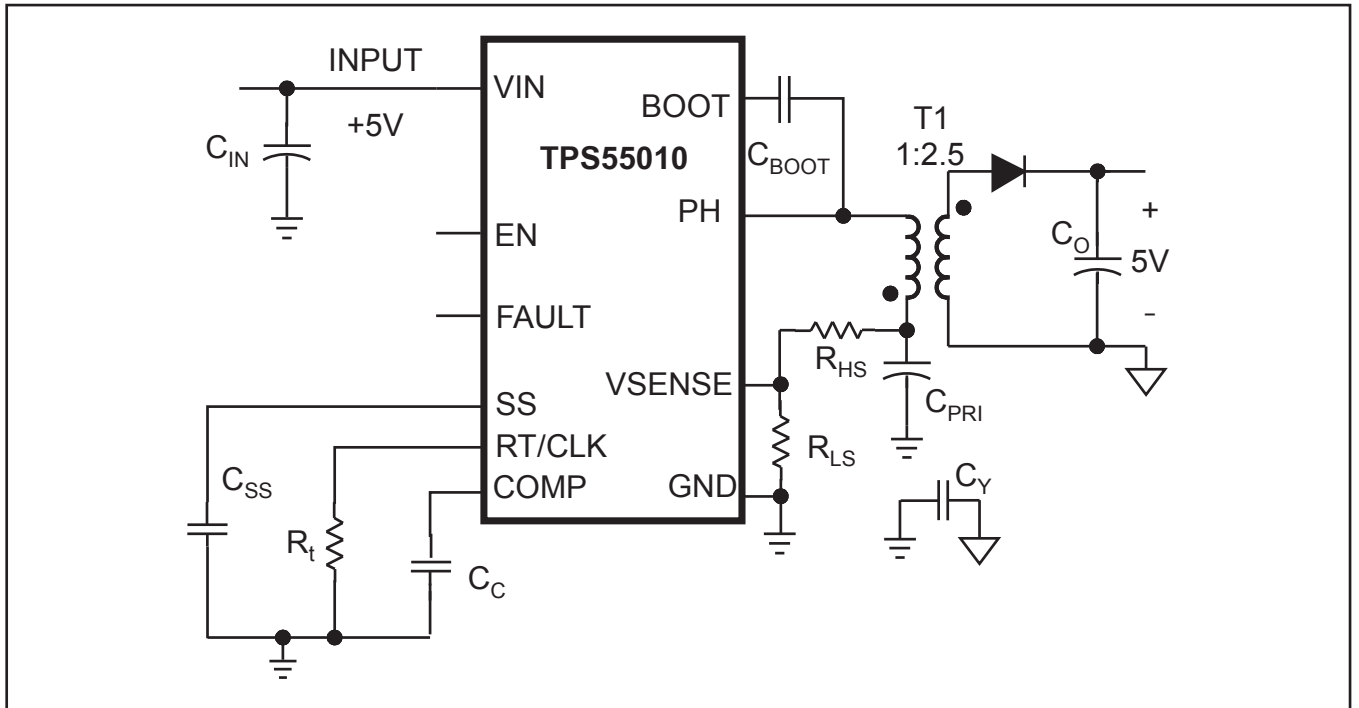 INPUT
+5V
C_IN
VIN
BOOT
TPS55010
C_BOOT
T1
1:2.5
PH
EN
C_O
+
5V
-
FAULT
R_HS
VSENSE
C_PRI
SS
R_LS
RT/CLK
C_SS
COMP
GND
C_Y
R_t
C_C